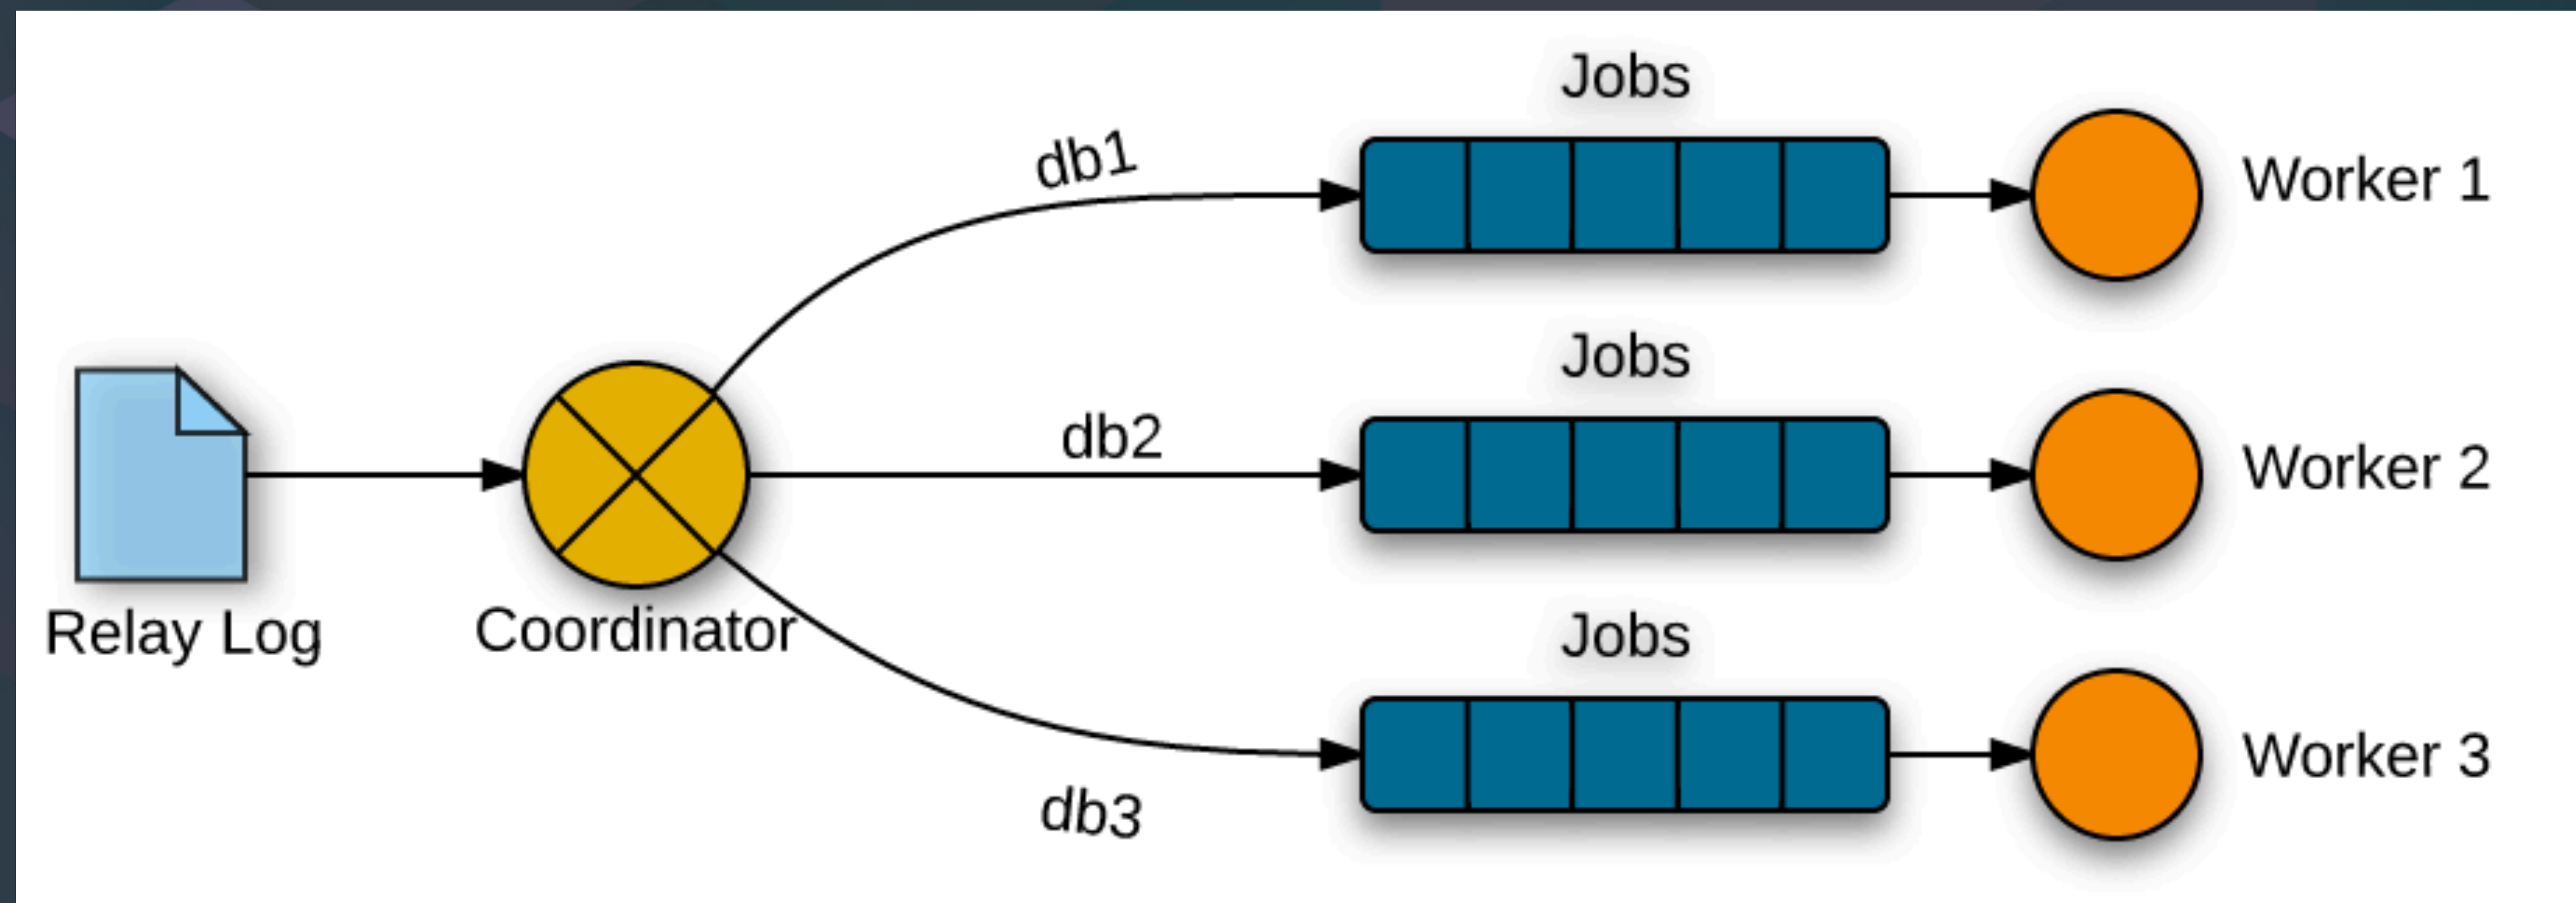 Jobs
db1
Worker 1
Jobs
db2
Worker 2
Relay Log
Coordinator
Jobs
db3
Worker 3